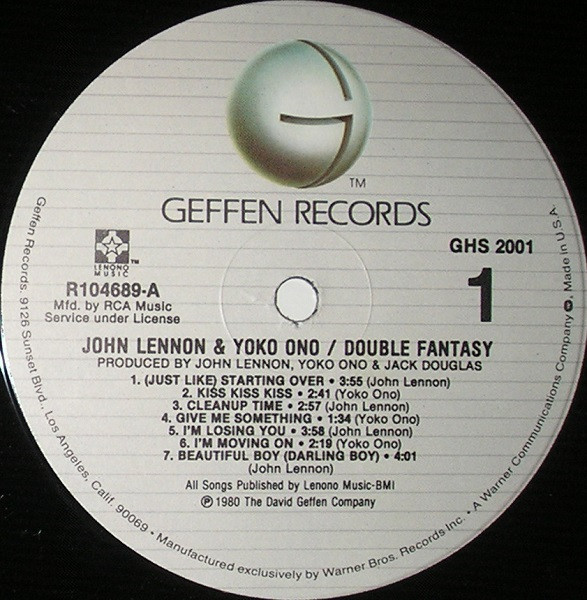 G
TM
GEFFEN RECORDS
GHS 2001
1
LENONO
MUSIC
TM
R104689-A
Mfd. by RCA Music
Service under License
JOHN LENNON & YOKO ONO / DOUBLE FANTASY
PRODUCED BY JOHN LENNON, YOKO ONO & JACK DOUGLAS
1. (JUST LIKE) STARTING OVER • 3:55 (John Lennon)
2. KISS KISS KISS • 2:41 (Yoko Ono)
3. CLEANUP TIME • 2:57 (John Lennon)
4. GIVE ME SOMETHING • 1:34 (Yoko Ono)
5. I'M LOSING YOU • 3:58 (John Lennon)
6. I'M MOVING ON • 2:19 (Yoko Ono)
7. BEAUTIFUL BOY (DARLING BOY) • 4:01
(John Lennon)
All Songs Published by Lenono Music-BMI
℗ 1980 The David Geffen Company
Geffen Records, 9126 Sunset Blvd., Los Angeles, Calif. 90069 • Manufactured exclusively by Warner Bros. Records Inc. • A Warner Communications Company. Made in U.S.A.